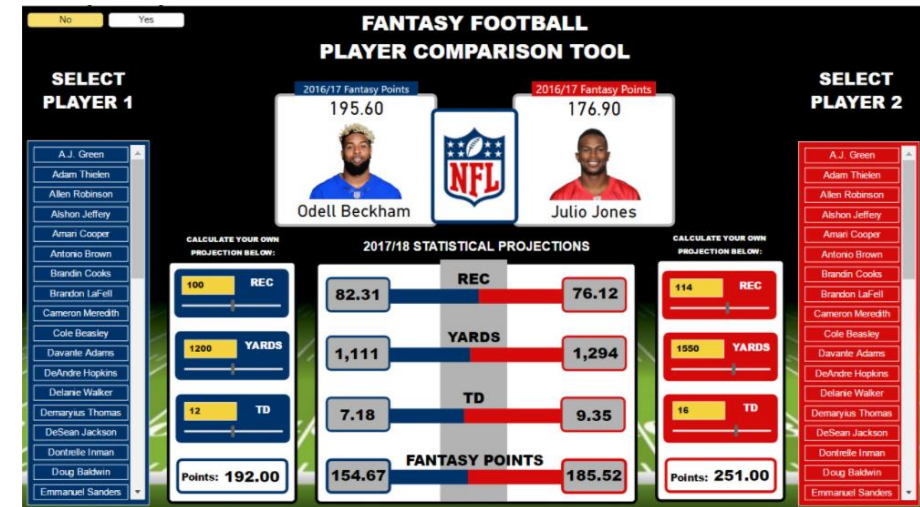 No Yes
FANTASY FOOTBALL
PLAYER COMPARISON TOOL
SELECT
PLAYER 1
A.J. Green
Adam Thielen
Allen Robinson
Alshon Jeffery
Amari Cooper
Antonio Brown
Brandin Cooks
Brandon LaFell
Cameron Meredith
Cole Beasley
Davante Adams
DeAndre Hopkins
Delanie Walker
Demaryius Thomas
DeSean Jackson
Dontrelle Inman
Doug Baldwin
Emmanuel Sanders
2016/17 Fantasy Points
195.60
Odell Beckham
NFL
2016/17 Fantasy Points
176.90
Julio Jones
CALCULATE YOUR OWN
PROJECTION BELOW:
100 REC
1200 YARDS
12 TD
Points: 192.00
2017/18 STATISTICAL PROJECTIONS
REC
82.31 76.12
YARDS
1,111 1,294
TD
7.18 9.35
FANTASY POINTS
154.67 185.52
CALCULATE YOUR OWN
PROJECTION BELOW:
114 REC
1550 YARDS
16 TD
Points: 251.00
SELECT
PLAYER 2
A.J. Green
Adam Thielen
Allen Robinson
Alshon Jeffery
Amari Cooper
Antonio Brown
Brandin Cooks
Brandon LaFell
Cameron Meredith
Cole Beasley
Davante Adams
DeAndre Hopkins
Delanie Walker
Demaryius Thomas
DeSean Jackson
Dontrelle Inman
Doug Baldwin
Emmanuel Sanders